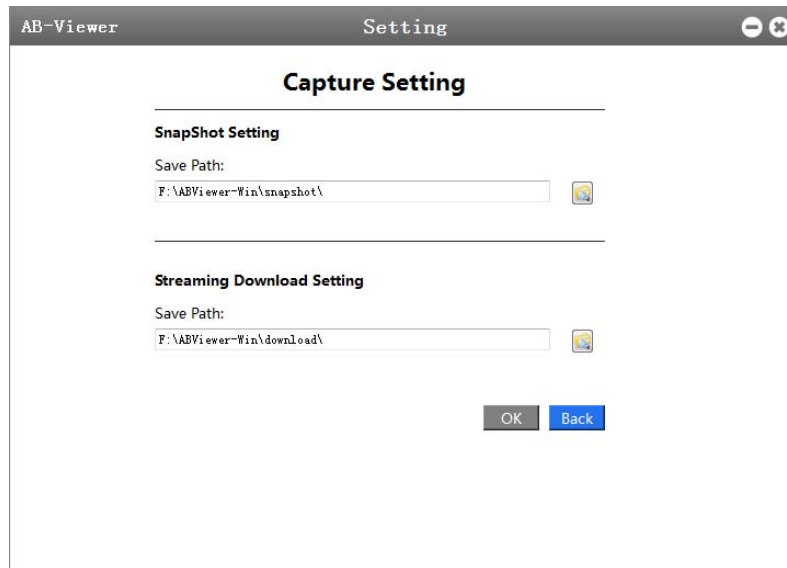 AB-Viewer Setting
Capture Setting
SnapShot Setting
Save Path:
F:\ABViewer-Win\snapshot\
Streaming Download Setting
Save Path:
F:\ABViewer-Win\download\
OK Back